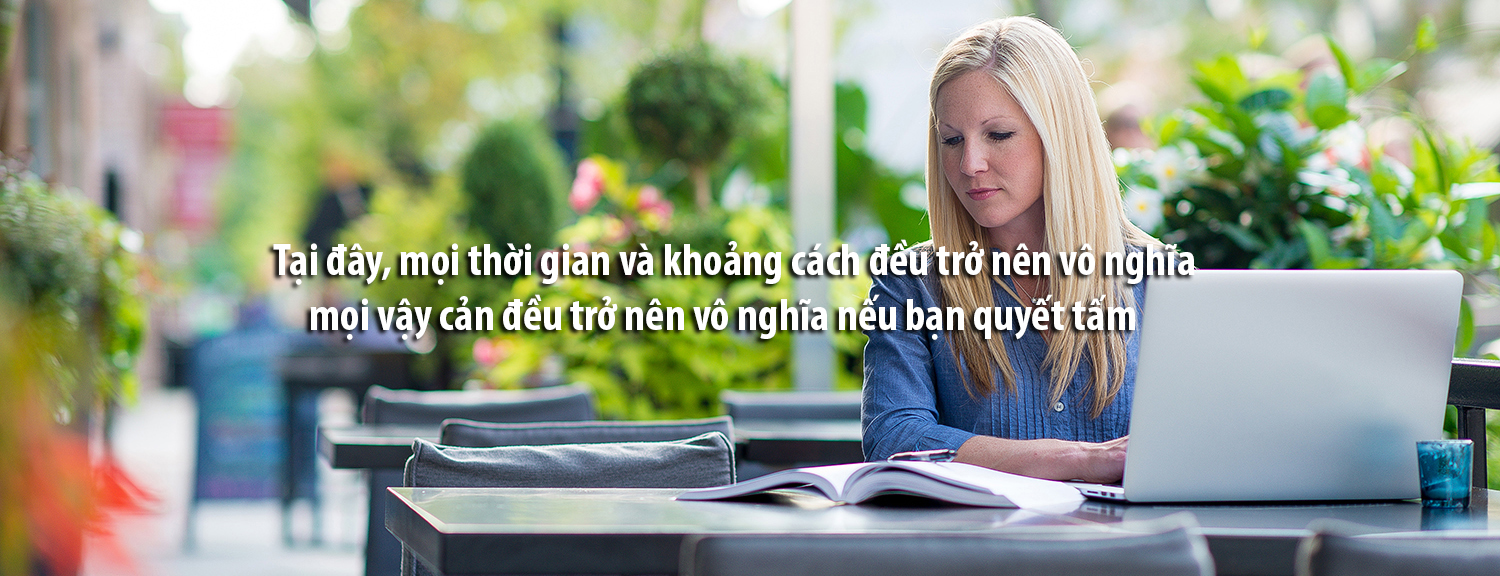 Tại đây, mọi thời gian và khoảng cách đều trở nên vô nghĩa
mọi vậy cản đều trở nên vô nghĩa nếu bạn quyết tấm